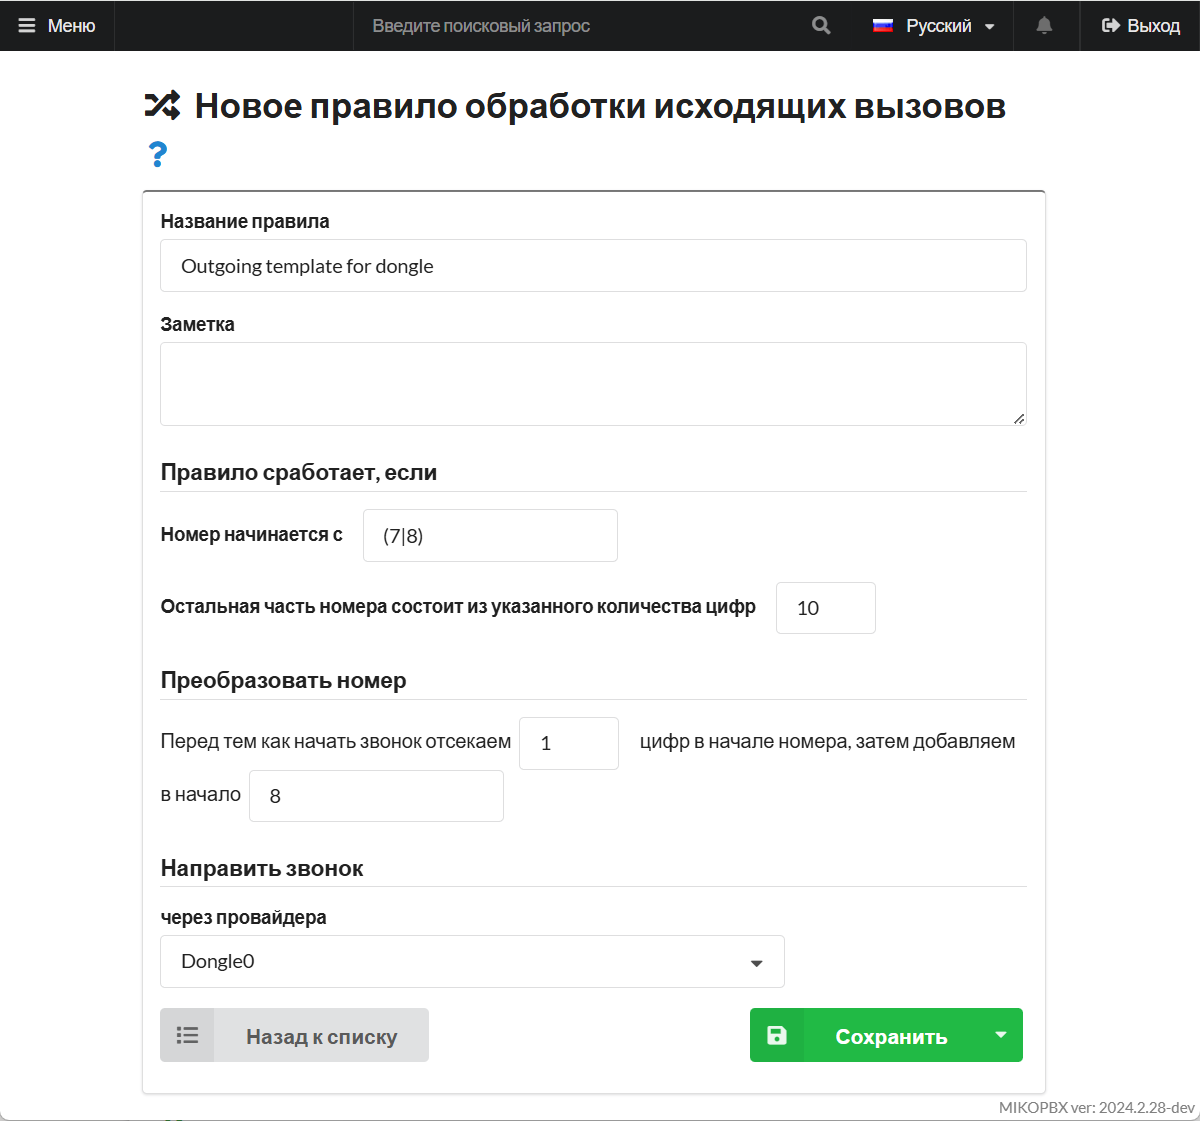 Меню
Введите поисковый запрос
Русский
Выход
Новое правило обработки исходящих вызовов
?
Название правила
Outgoing template for dongle
Заметка
Правило сработает, если
Номер начинается с
(7|8)
Остальная часть номера состоит из указанного количества цифр
10
Преобразовать номер
Перед тем как начать звонок отсекаем 1 цифр в начале номера, затем добавляем
в начало 8
Направить звонок
через провайдера
Dongle0
Назад к списку
Сохранить
MIKOPBX ver: 2024.2.28-dev